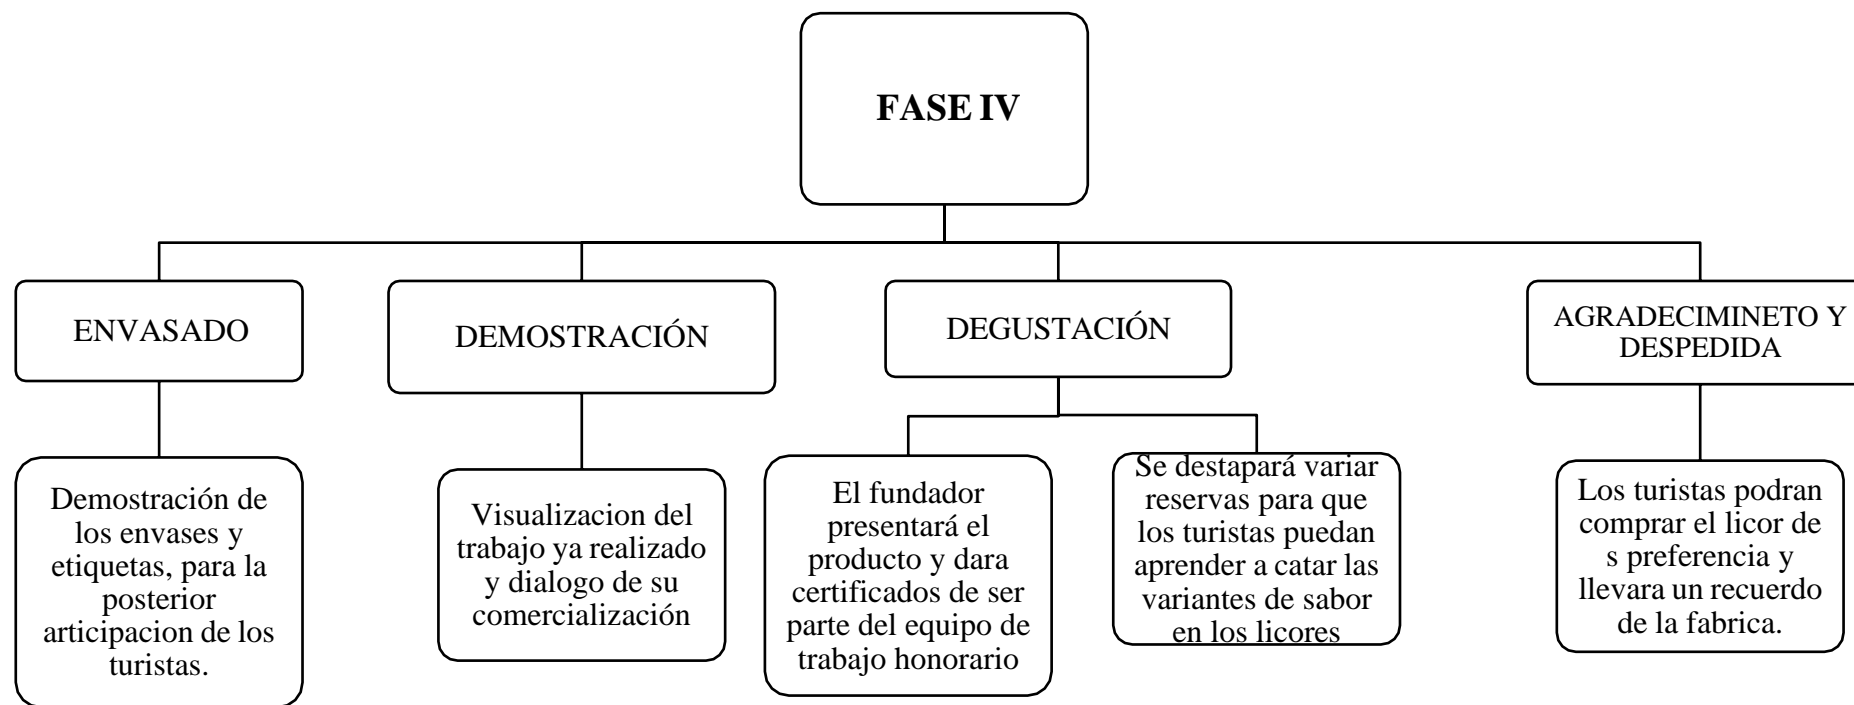 FASE IV
ENVASADO
DEMOSTRACIÓN
DEGUSTACIÓN
AGRADECIMINETO Y
DESPEDIDA
Demostración de
los envases y
etiquetas, para la
posterior
articipacion de los
turistas.
Visualizacion del
trabajo ya realizado
y dialogo de su
comercialización
El fundador
presentará el
producto y dara
certificados de ser
parte del equipo de
trabajo honorario
Se destapará variar
reservas para que
los turistas puedan
aprender a catar las
variantes de sabor
en los licores
Los turistas podran
comprar el licor de
s preferencia y
llevara un recuerdo
de la fabrica.